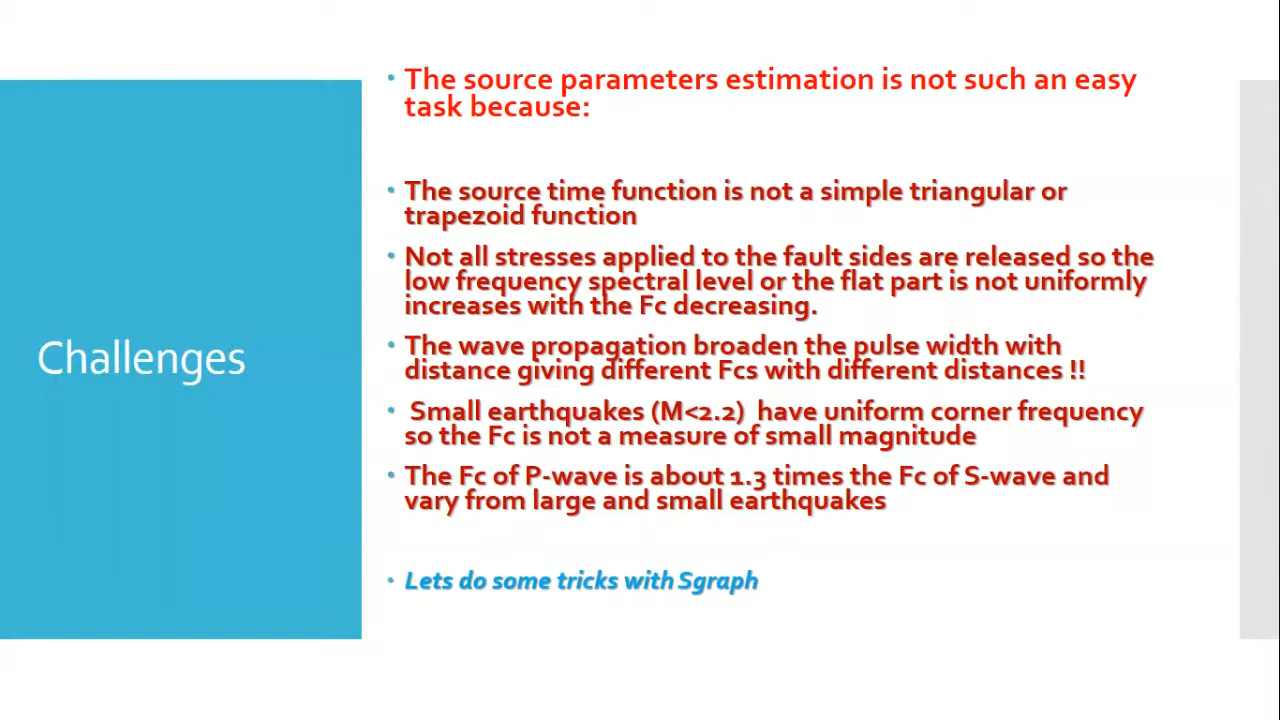 Challenges
• The source parameters estimation is not such an easy
task because:
• The source time function is not a simple triangular or
trapezoid function
• Not all stresses applied to the fault sides are released so the
low frequency spectral level or the flat part is not uniformly
increases with the Fc decreasing.
• The wave propagation broaden the pulse width with
distance giving different Fcs with different distances !!
• Small earthquakes (M<2.2) have uniform corner frequency
so the Fc is not a measure of small magnitude
• The Fc of P-wave is about 1.3 times the Fc of S-wave and
vary from large and small earthquakes
• Lets do some tricks with Sgraph